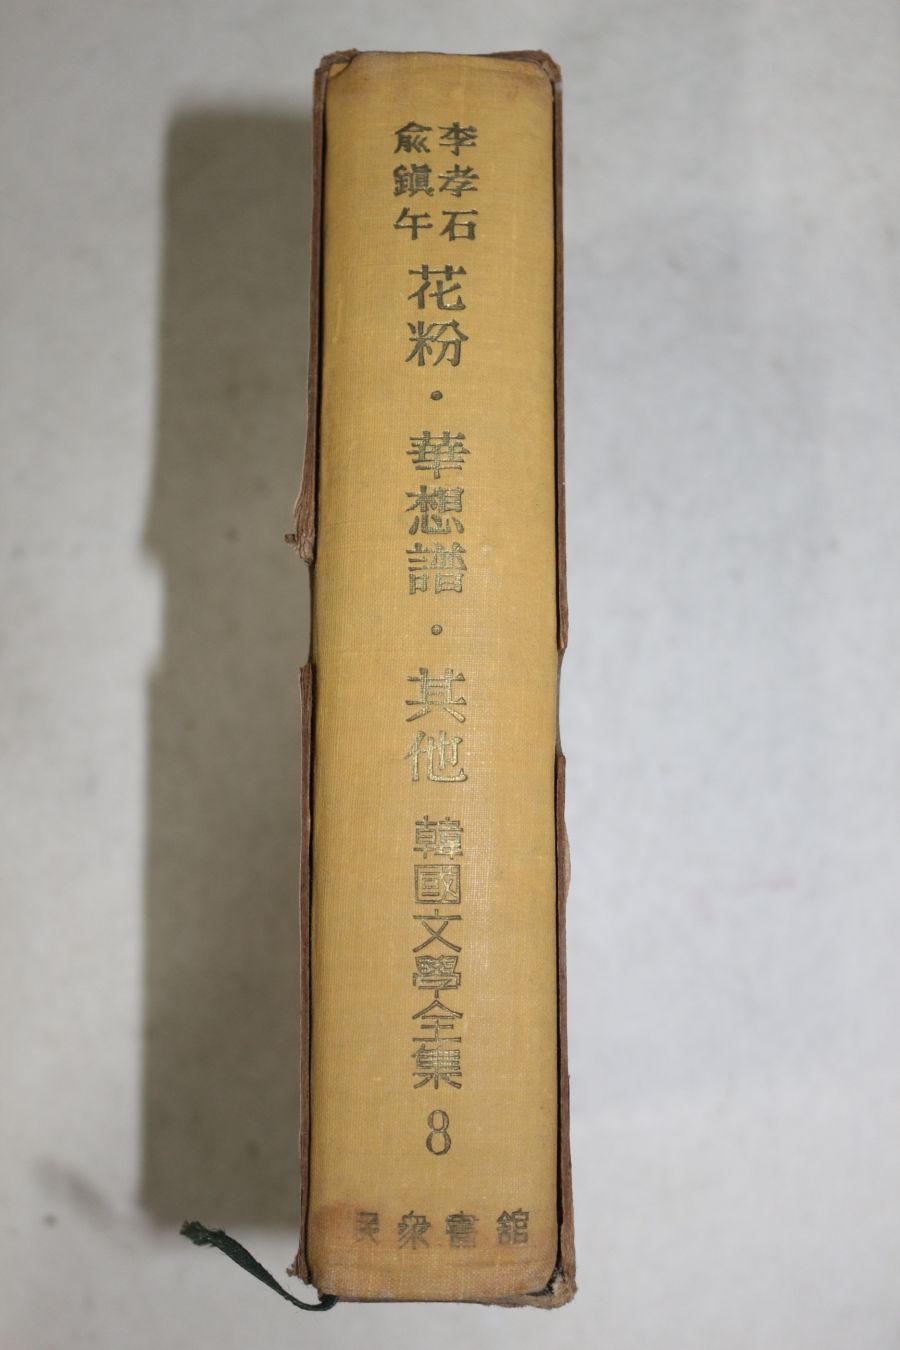 李孝石
兪鎭午
花粉・華想譜・其他
韓國文學全集 8
民衆書館